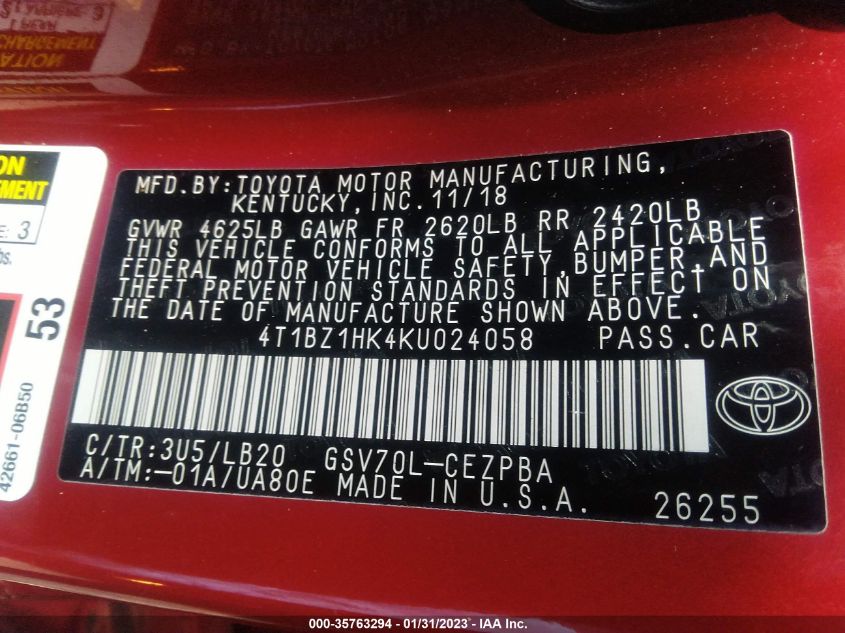 ON
TEMENT
E: 3
bs.
53
42661-06B50
MFD.BY:TOYOTA MOTOR MANUFACTURING,
KENTUCKY,INC.11/18
GVWR 4625LB GAWR FR 2620LB RR 2420LB
THIS VEHICLE CONFORMS TO ALL APPLICABLE
FEDERAL MOTOR VEHICLE SAFETY,BUMPER,AND
THEFT PREVENTION STANDARDS IN EFFECT ON
THE DATE OF MANUFACTURE SHOWN ABOVE.
4T1BZ1HK4KU024058 PASS.CAR
C/TR:3U5/LB20 GSV70L-CEZPBA
A/TM:-01A/UA80E MADE IN U.S.A.
26255
000-35763294 - 01/31/2023 - IAA Inc.